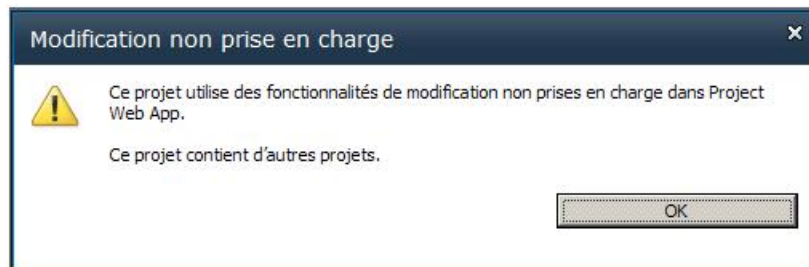 Modification non prise en charge
Ce projet utilise des fonctionnalités de modification non prises en charge dans Project
Web App.
Ce projet contient d'autres projets.
OK